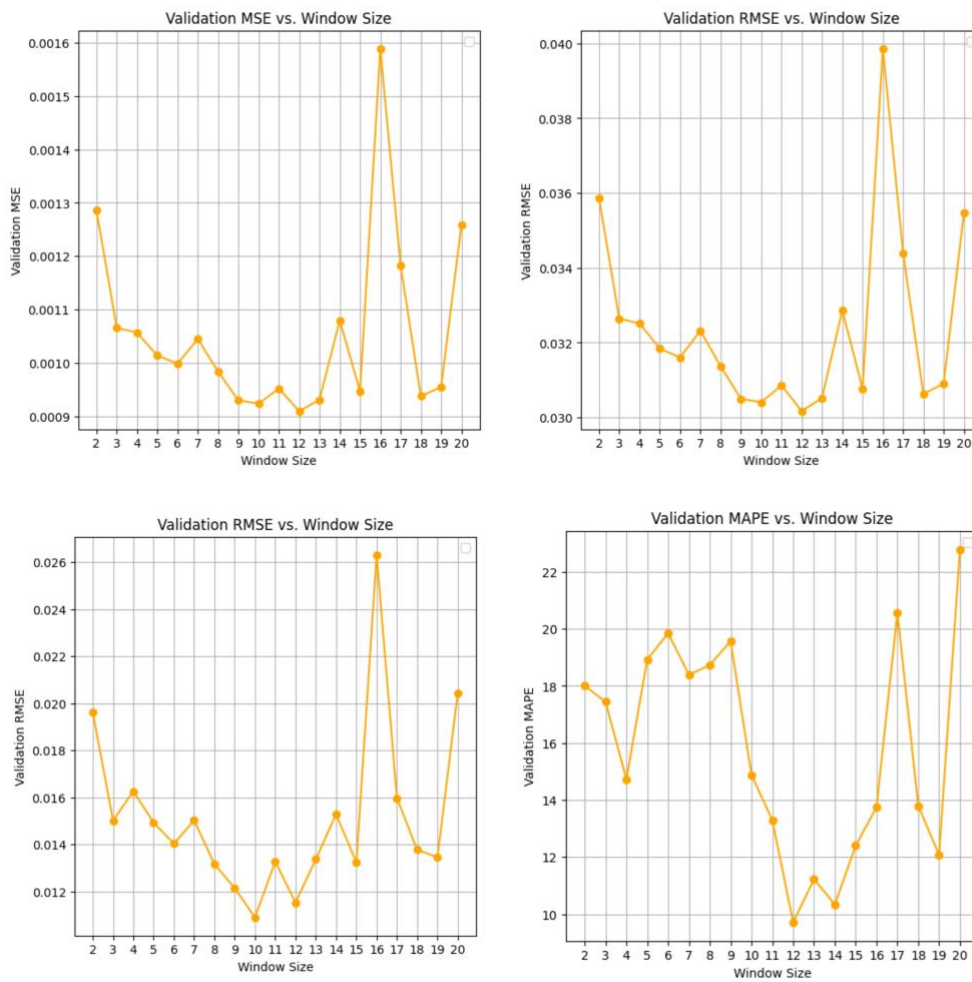 Validation MSE vs. Window Size
0.0016
0.0015
0.0014
0.0013
0.0012
0.0011
0.0010
0.0009
Validation MSE
2 3 4 5 6 7 8 9 10 11 12 13 14 15 16 17 18 19 20
Window Size
Validation RMSE vs. Window Size
0.040
0.038
0.036
0.034
0.032
0.030
Validation RMSE
2 3 4 5 6 7 8 9 10 11 12 13 14 15 16 17 18 19 20
Window Size
Validation RMSE vs. Window Size
0.026
0.024
0.022
0.020
0.018
0.016
0.014
0.012
Validation RMSE
2 3 4 5 6 7 8 9 10 11 12 13 14 15 16 17 18 19 20
Window Size
Validation MAPE vs. Window Size
22
20
18
16
14
12
10
Validation MAPE
2 3 4 5 6 7 8 9 10 11 12 13 14 15 16 17 18 19 20
Window Size